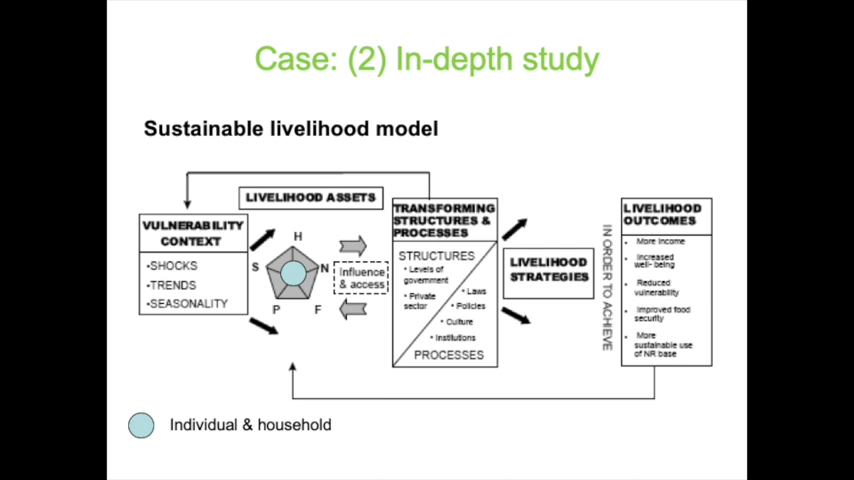 Case: (2) In-depth study
Sustainable livelihood model
LIVELIHOOD ASSETS
VULNERABILITY
CONTEXT
•SHOCKS
•TRENDS
•SEASONALITY
H
S
N
P
F
Influence
& access
TRANSFORMING
STRUCTURES &
PROCESSES
STRUCTURES
• Levels of
government
• Private
sector
• Laws
• Policies
• Culture
• Institutions
PROCESSES
LIVELIHOOD
STRATEGIES
IN ORDER TO ACHIEVE
LIVELIHOOD
OUTCOMES
• More income
• Increased
well- being
• Reduced
vulnerability
• Improved food
security
• More
sustainable use
of NR base
Individual & household